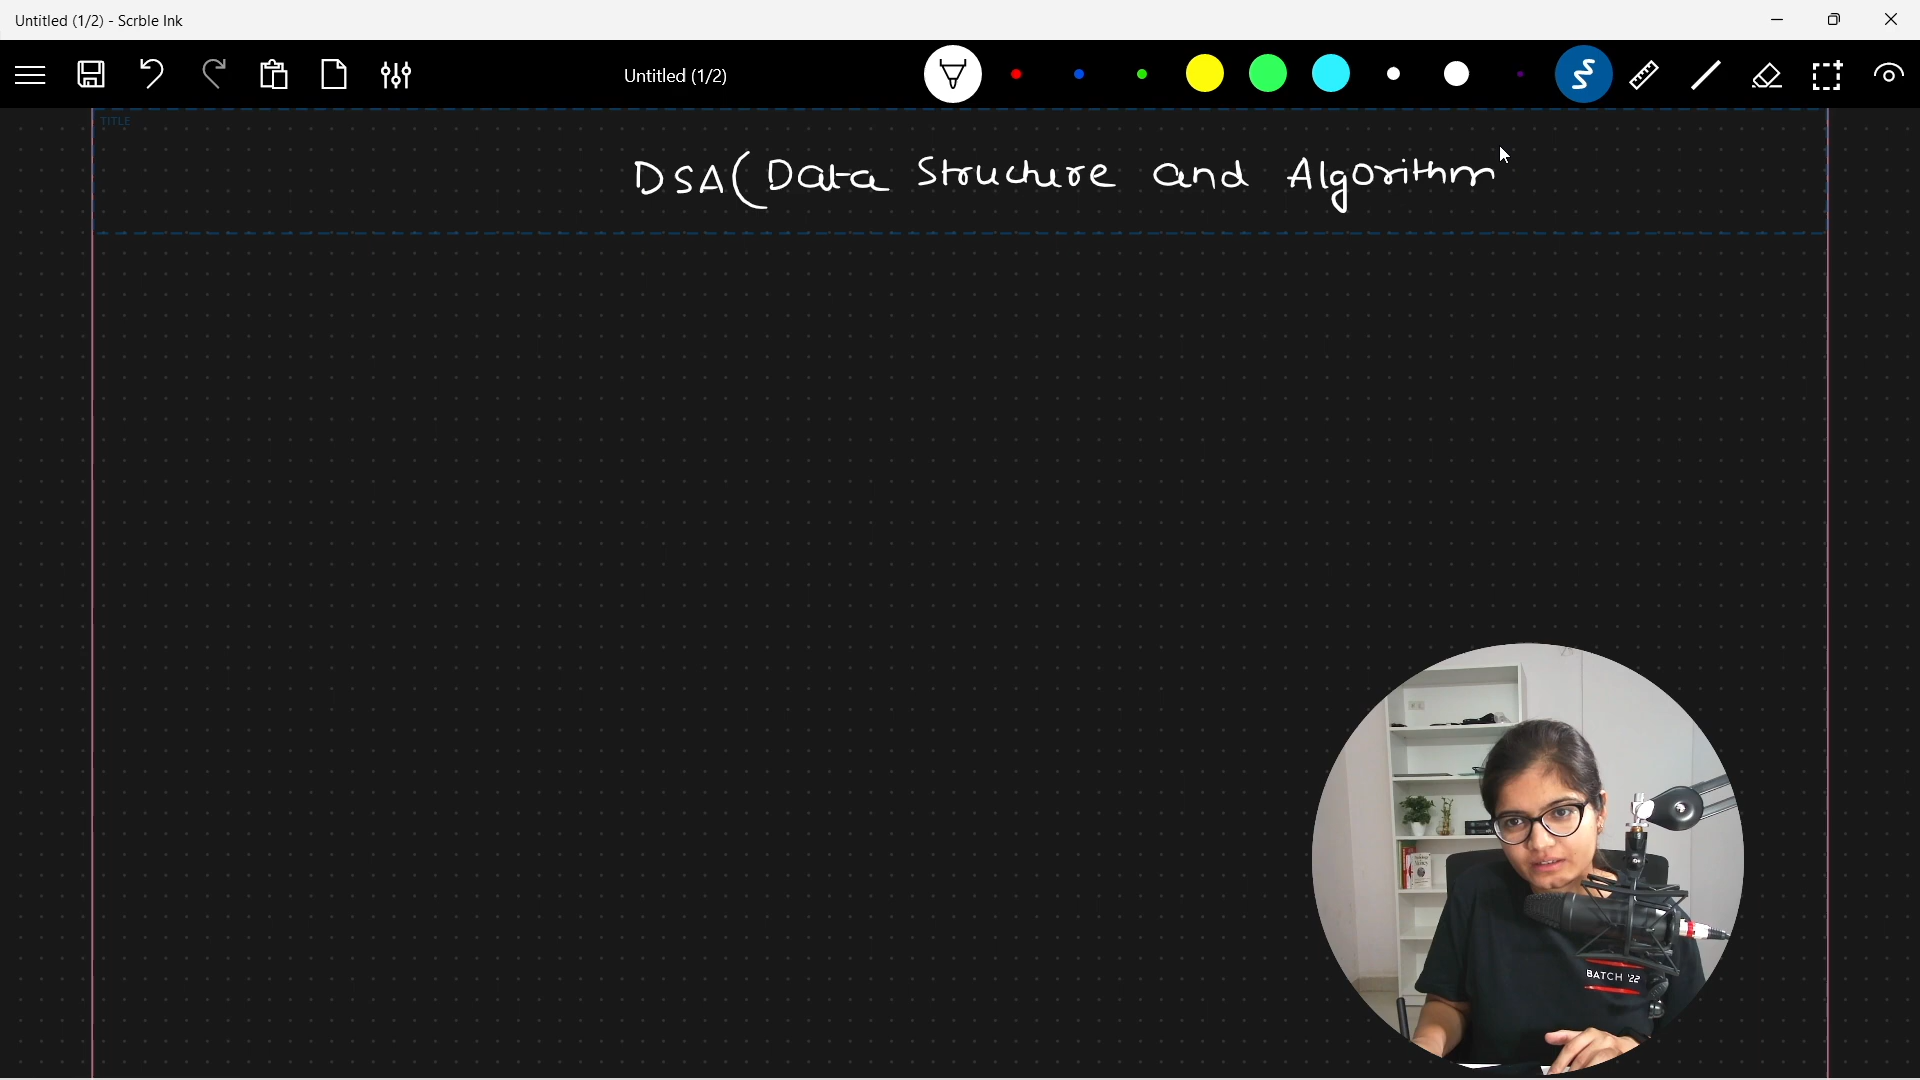 Untitled (1/2) - Scrble Ink
Untitled (1/2)
TITLE
DSA(Data Structure and Algorithm
BATCH '22